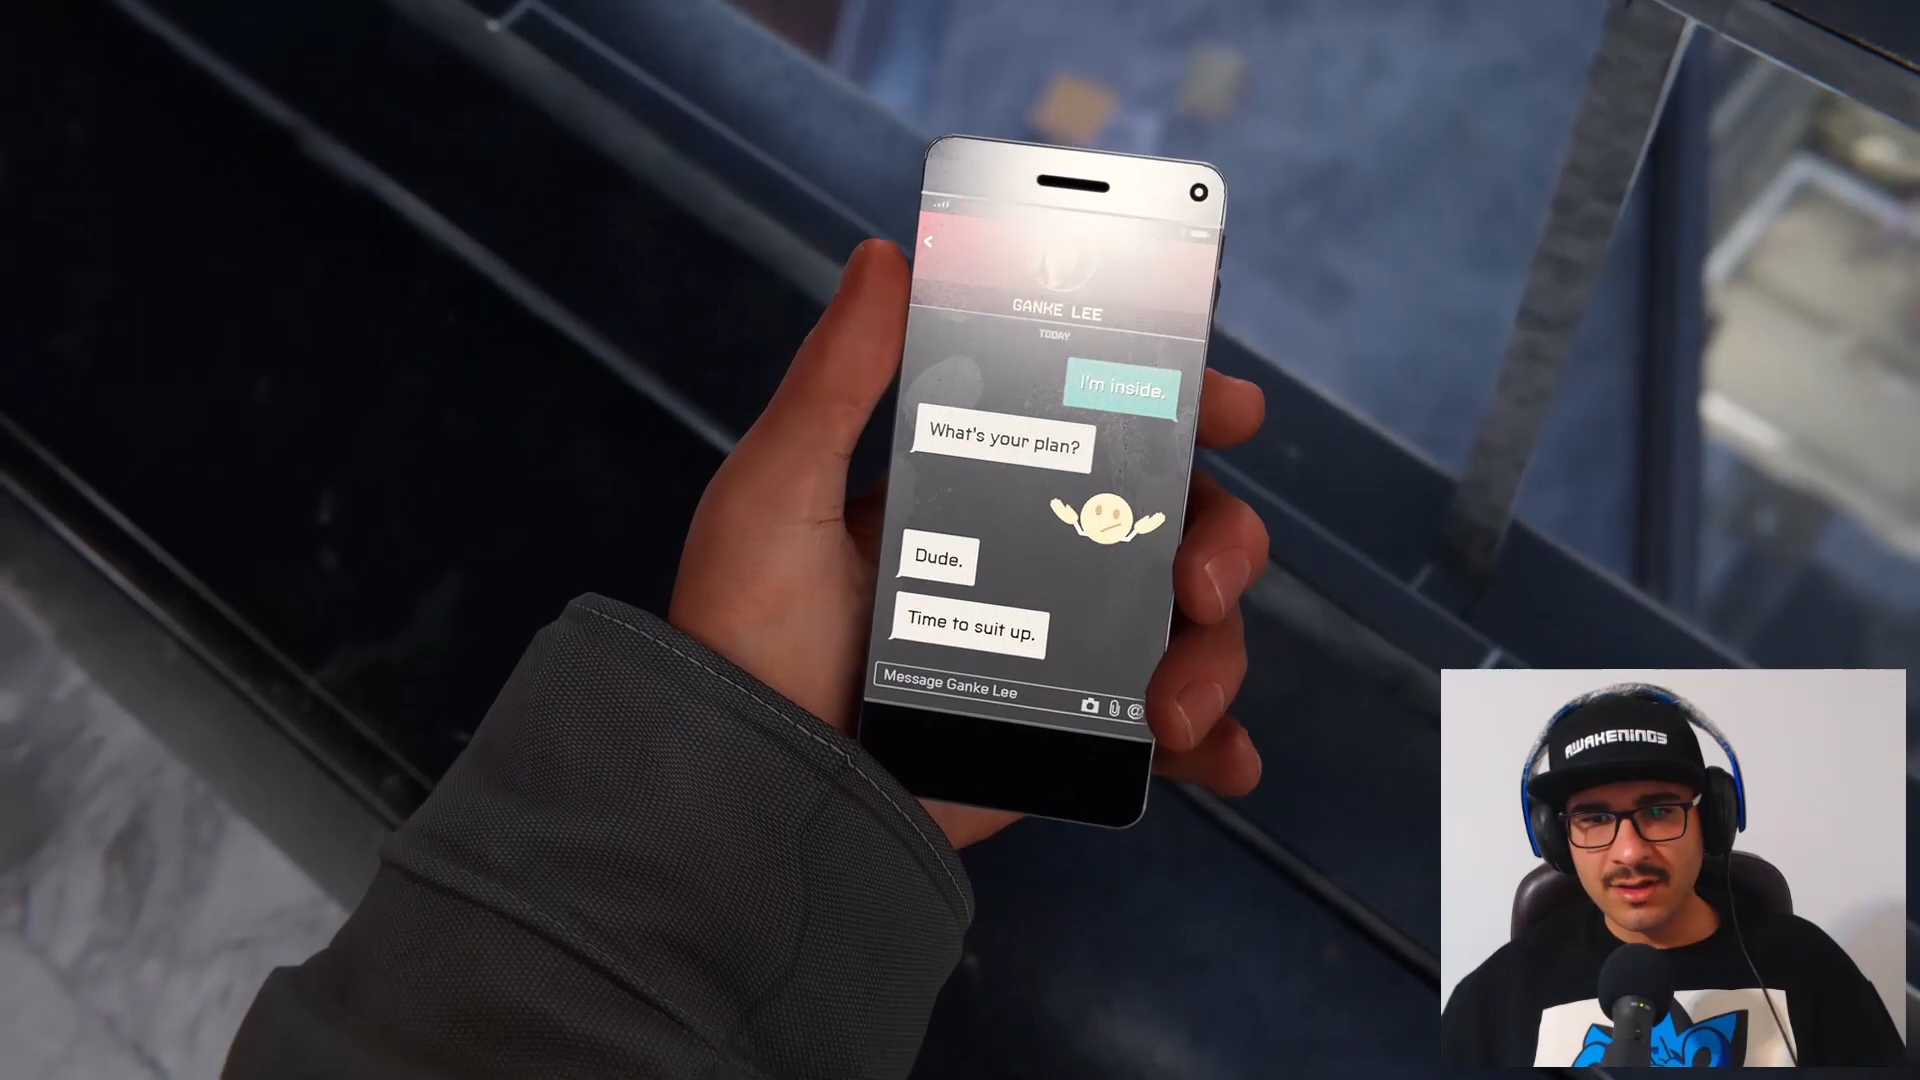 GANKE LEE
TODAY
I'm inside.
What's your plan?
Dude.
Time to suit up.
Message Ganke Lee
@
AWAKENINGS